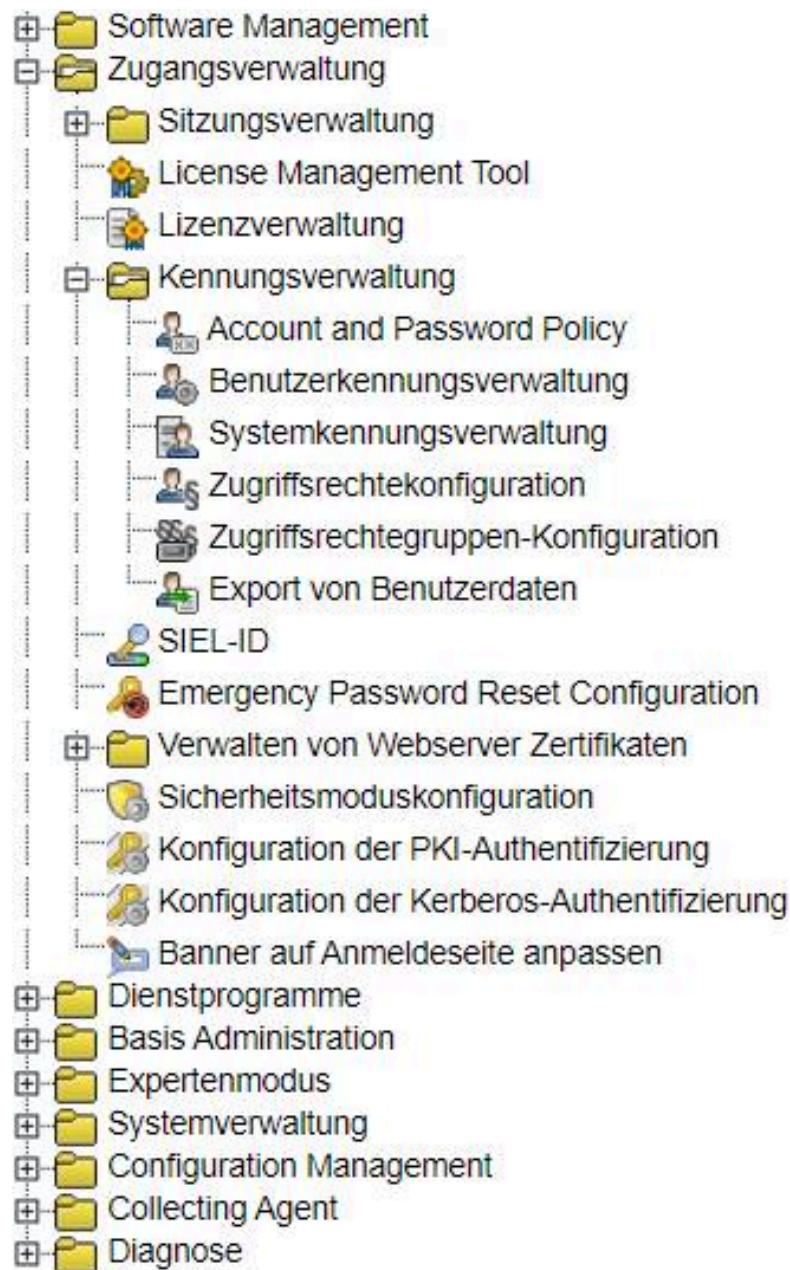 Software Management
Zugangsverwaltung
Sitzungsverwaltung
License Management Tool
Lizenzverwaltung
Kennungsverwaltung
Account and Password Policy
Benutzerkennungsverwaltung
Systemkennungsverwaltung
Zugriffsrechtekonfiguration
Zugriffsrechtegruppen-Konfiguration
Export von Benutzerdaten
SIEL-ID
Emergency Password Reset Configuration
Verwalten von Webserver Zertifikaten
Sicherheitsmoduskonfiguration
Konfiguration der PKI-Authentifizierung
Konfiguration der Kerberos-Authentifizierung
Banner auf Anmeldeseite anpassen
Dienstprogramme
Basis Administration
Expertenmodus
Systemverwaltung
Configuration Management
Collecting Agent
Diagnose